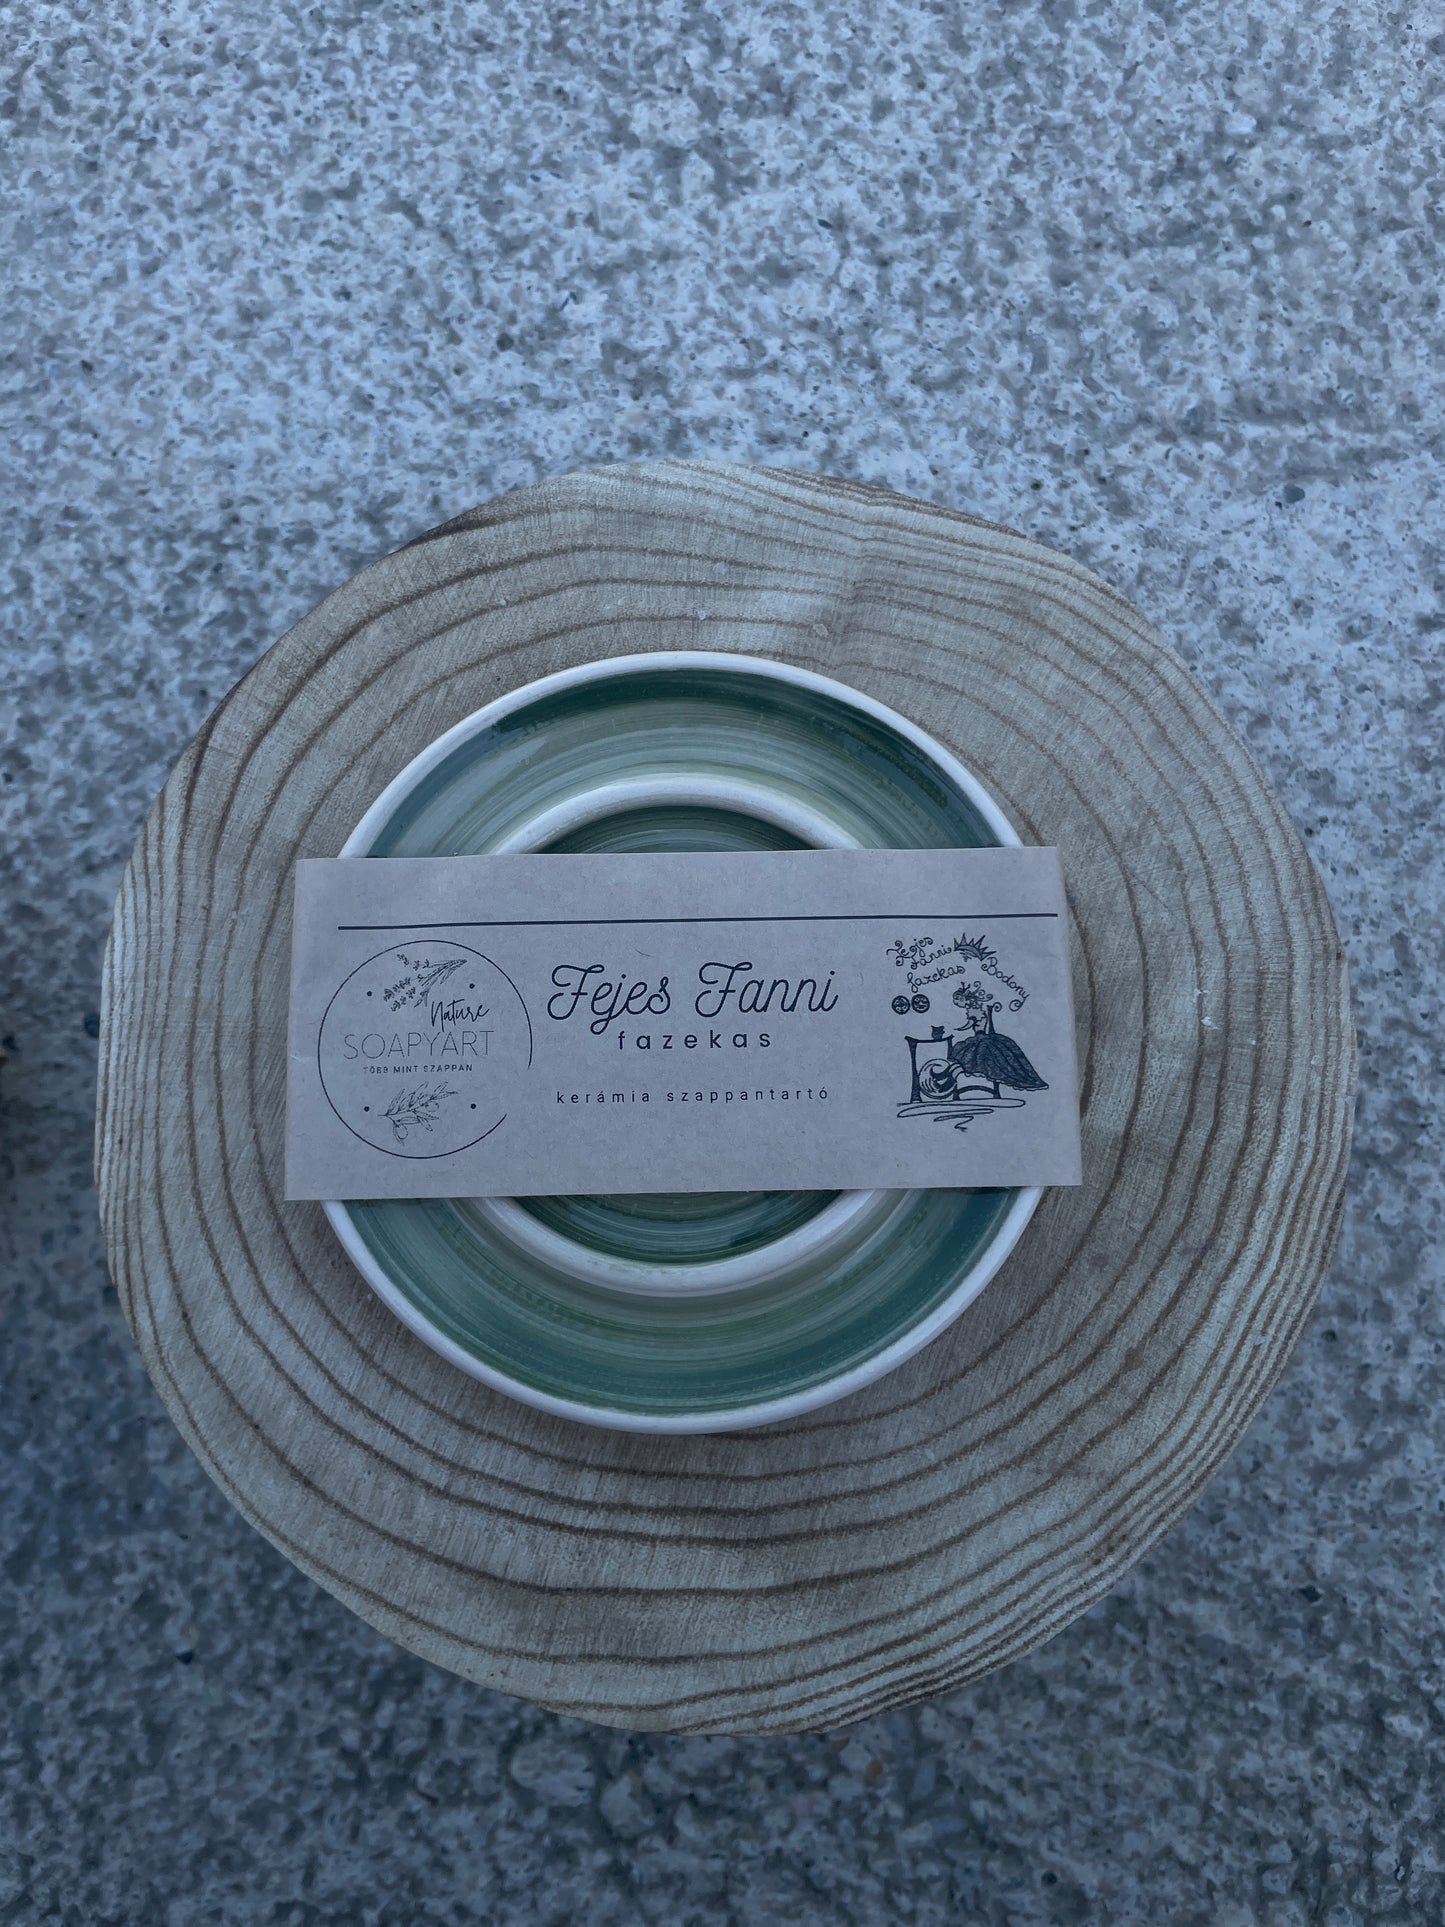 Nature
SOAPYART
TÖBB MINT SZAPPAN
Fejes Fanni
fazekas
kerámia szappantartó
Fejes
Fanni
fazekas
Bodony